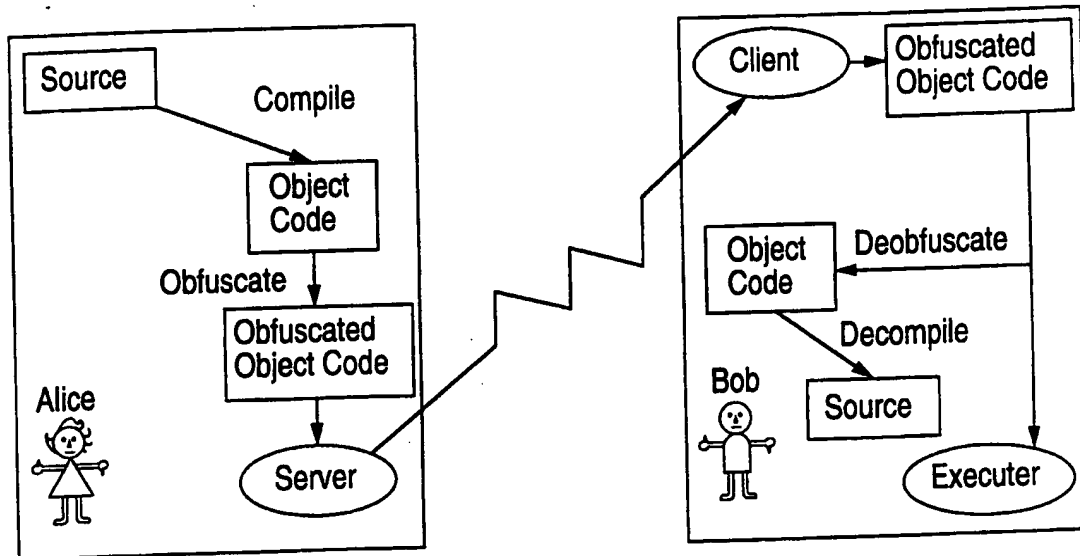 Source
Compile
Object
Code
Obfuscate
Obfuscated
Object Code
Alice
Server
Client
Obfuscated
Object Code
Object
Code
Deobfuscate
Decompile
Bob
Source
Executer